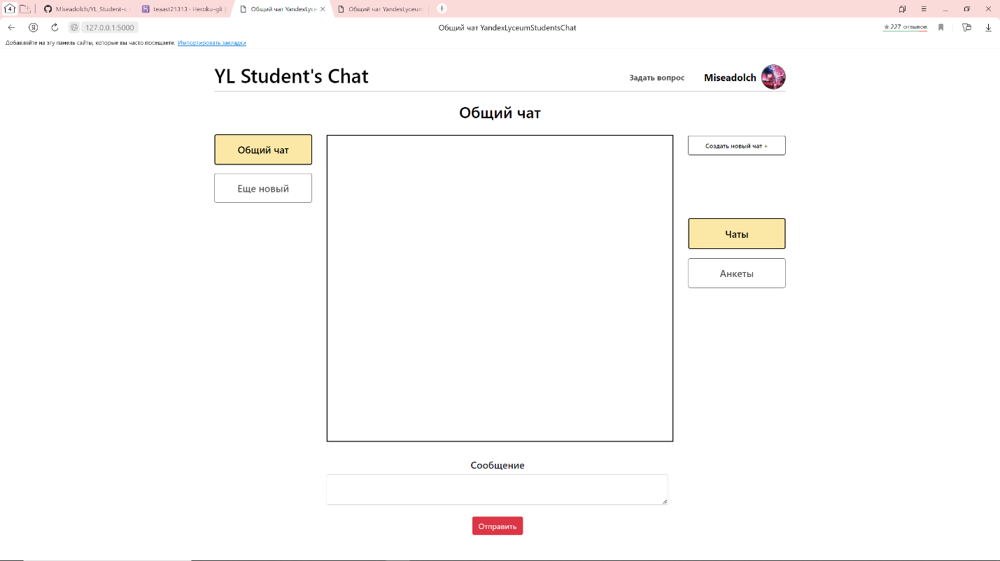 4
Miseadolch/YL_Student-s
teaast21313 · Heroku-git |
Общий чат YandexLyce
Общий чат YandexLyceum
Я
127.0.0.1:5000
Общий чат YandexLyceumStudentsChat
227 отзывов
Добавляйте на эту панель сайты, которые вы часто посещаете. Импортировать закладки
YL Student's Chat
Задать вопрос
Miseadolch
Общий чат
Общий чат
Создать новый чат +
Еще новый
Чаты
Анкеты
Сообщение
Отправить